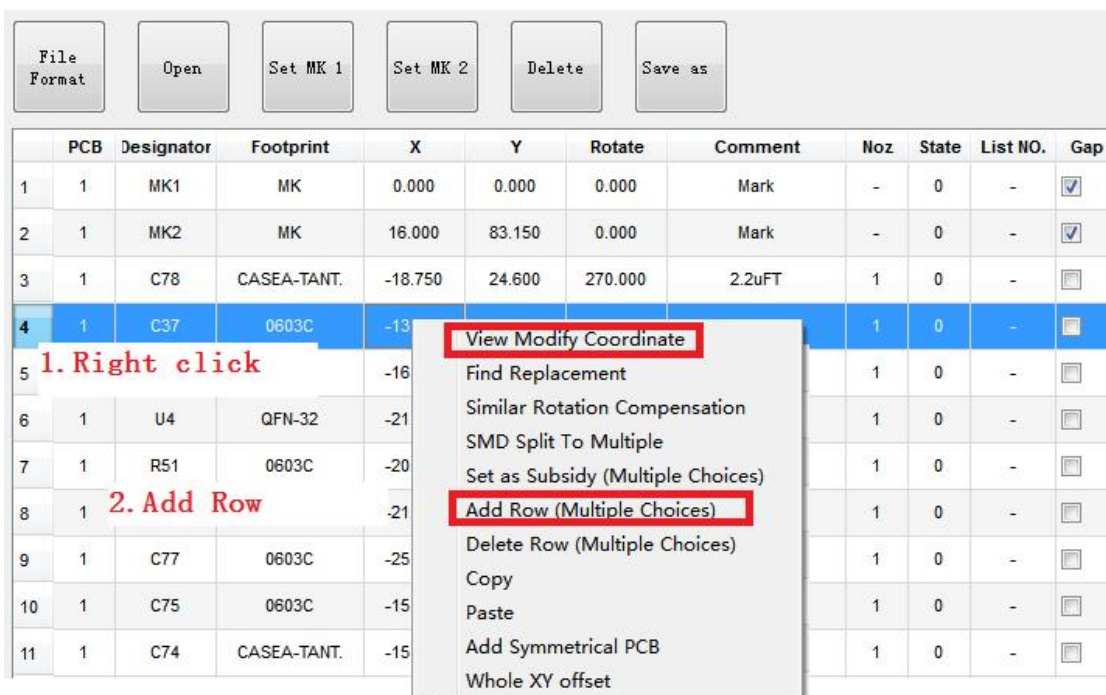 File Format Open Set MK 1 Set MK 2 Delete Save as
PCB Designator Footprint X Y Rotate Comment Noz State List NO. Gap
1 1 MK1 MK 0.000 0.000 0.000 Mark - 0 -
2 1 MK2 MK 16.000 83.150 0.000 Mark - 0 -
3 1 C78 CASEA-TANT. -18.750 24.600 270.000 2.2uFT 1 0 -
4 1 C37 0603C -13 View Modify Coordinate 1 0 -
5 1.Right click -16 Find Replacement 1 0 -
6 1 U4 QFN-32 -21 Similar Rotation Compensation 1 0 -
SMD Split To Multiple
7 1 R51 0603C -20 Set as Subsidy (Multiple Choices) 1 0 -
8 1 2.Add Row -21 Add Row (Multiple Choices) 1 0 -
9 1 C77 0603C -25 Delete Row (Multiple Choices) 1 0 -
Copy
10 1 C75 0603C -15 Paste 1 0 -
11 1 C74 CASEA-TANT. -15 Add Symmetrical PCB 1 0 -
Whole XY offset